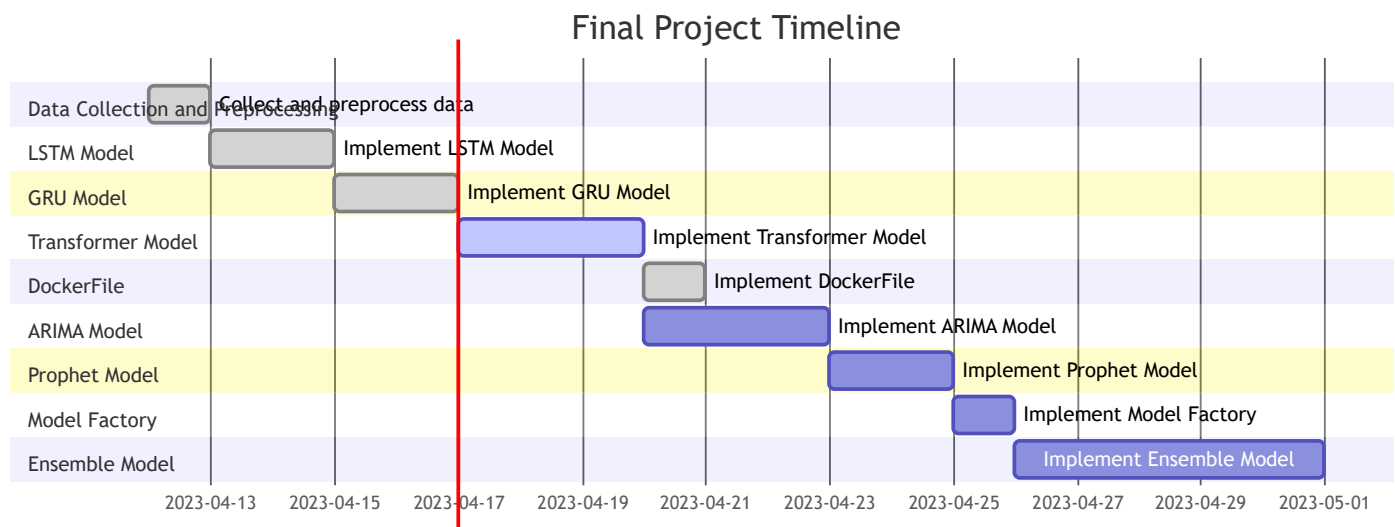 Final Project Timeline
Data Collection and Preprocessing
Collect and preprocess data
LSTM Model
Implement LSTM Model
GRU Model
Implement GRU Model
Transformer Model
Implement Transformer Model
DockerFile
Implement DockerFile
ARIMA Model
Implement ARIMA Model
Prophet Model
Implement Prophet Model
Model Factory
Implement Model Factory
Ensemble Model
Implement Ensemble Model
2023-04-13 2023-04-15 2023-04-17 2023-04-19 2023-04-21 2023-04-23 2023-04-25 2023-04-27 2023-04-29 2023-05-01